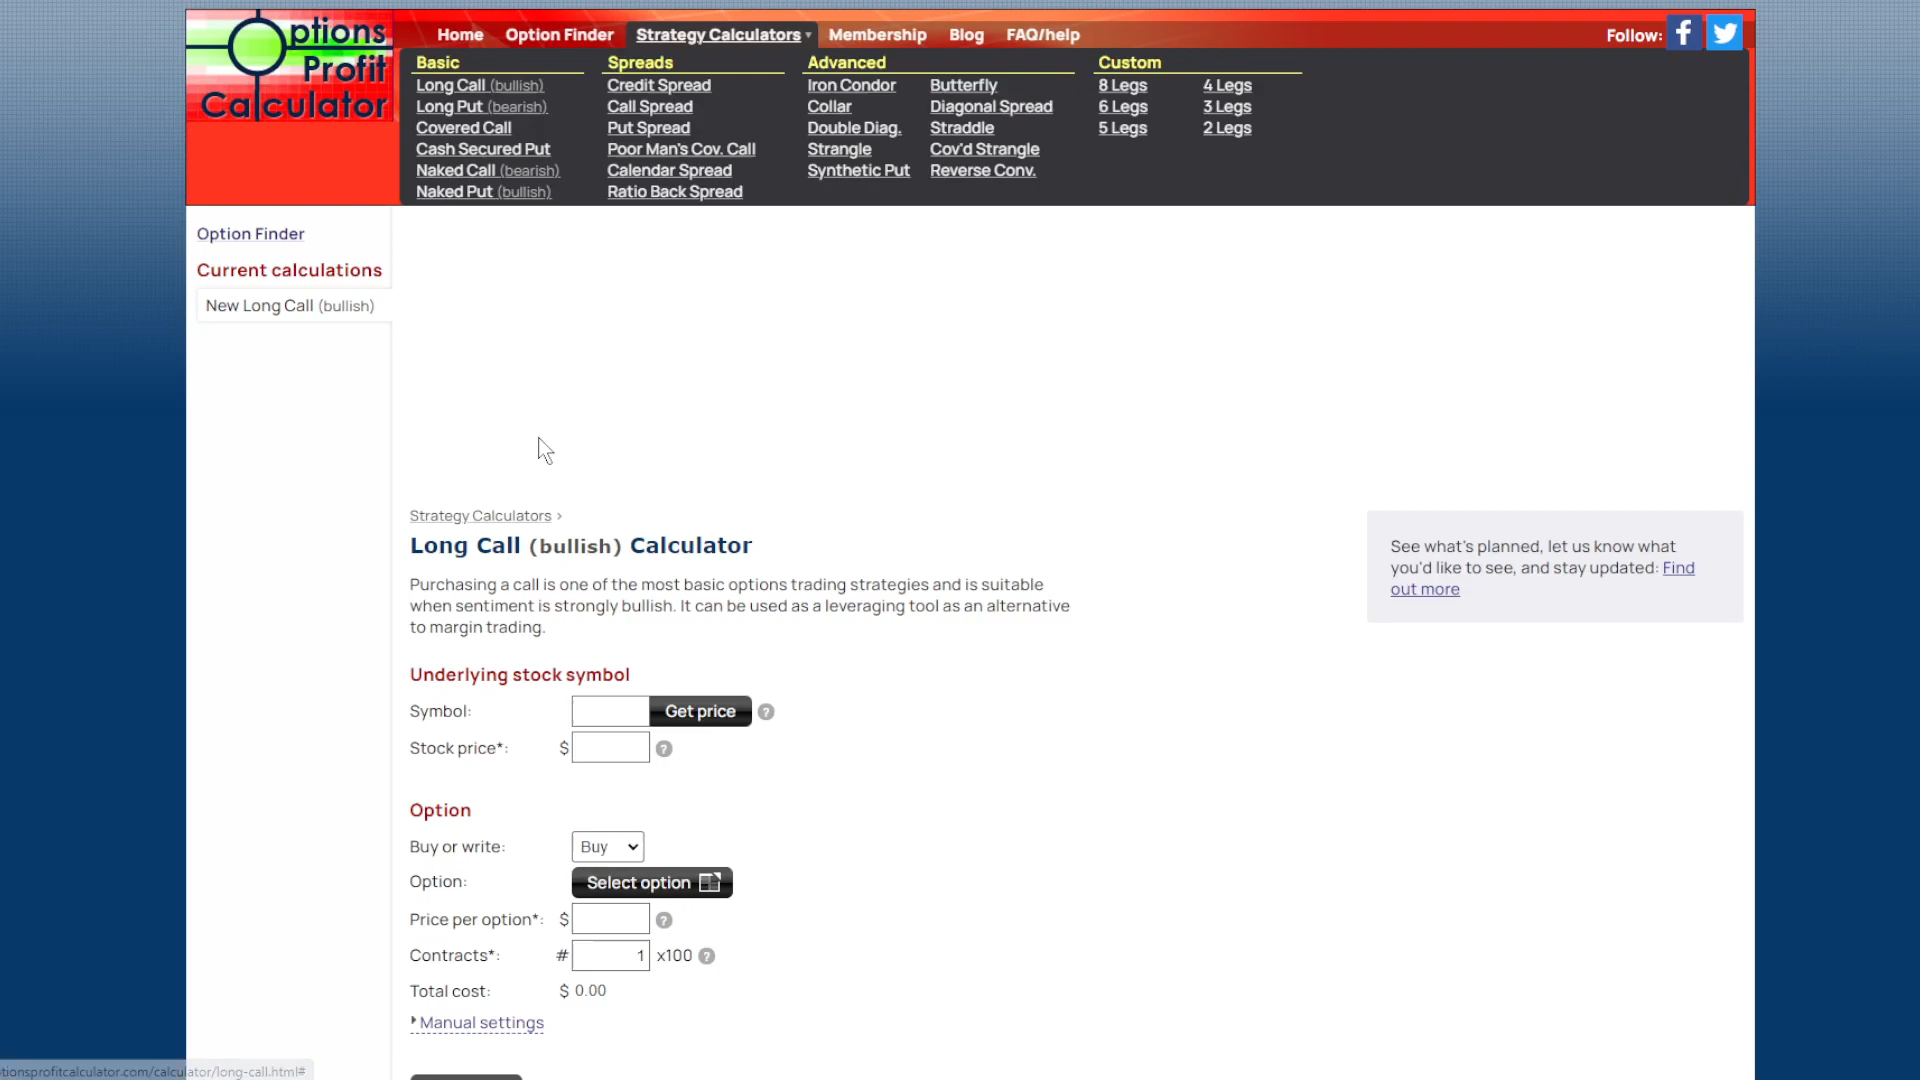 Options
Profit
Calculator
Home Option Finder Strategy Calculators Membership Blog FAQ/help
Follow:
Basic
Long Call (bullish)
Long Put (bearish)
Covered Call
Cash Secured Put
Naked Call (bearish)
Naked Put (bullish)
Spreads
Credit Spread
Call Spread
Put Spread
Poor Man's Cov. Call
Calendar Spread
Ratio Back Spread
Advanced
Iron Condor
Collar
Double Diag.
Strangle
Synthetic Put
Butterfly
Diagonal Spread
Straddle
Cov'd Strangle
Reverse Conv.
Custom
8 Legs
6 Legs
5 Legs
4 Legs
3 Legs
2 Legs
Option Finder
Current calculations
New Long Call (bullish)
Strategy Calculators ›
Long Call (bullish) Calculator
Purchasing a call is one of the most basic options trading strategies and is suitable
when sentiment is strongly bullish. It can be used as a leveraging tool as an alternative
to margin trading.
See what's planned, let us know what
you'd like to see, and stay updated: Find
out more
Underlying stock symbol
Symbol: Get price ?
Stock price*: $ ?
Option
Buy or write: Buy
Option: Select option
Price per option*: $ ?
Contracts*: # 1 x100 ?
Total cost: $ 0.00
Manual settings
tionsprofitcalculator.com/calculator/long-call.html#